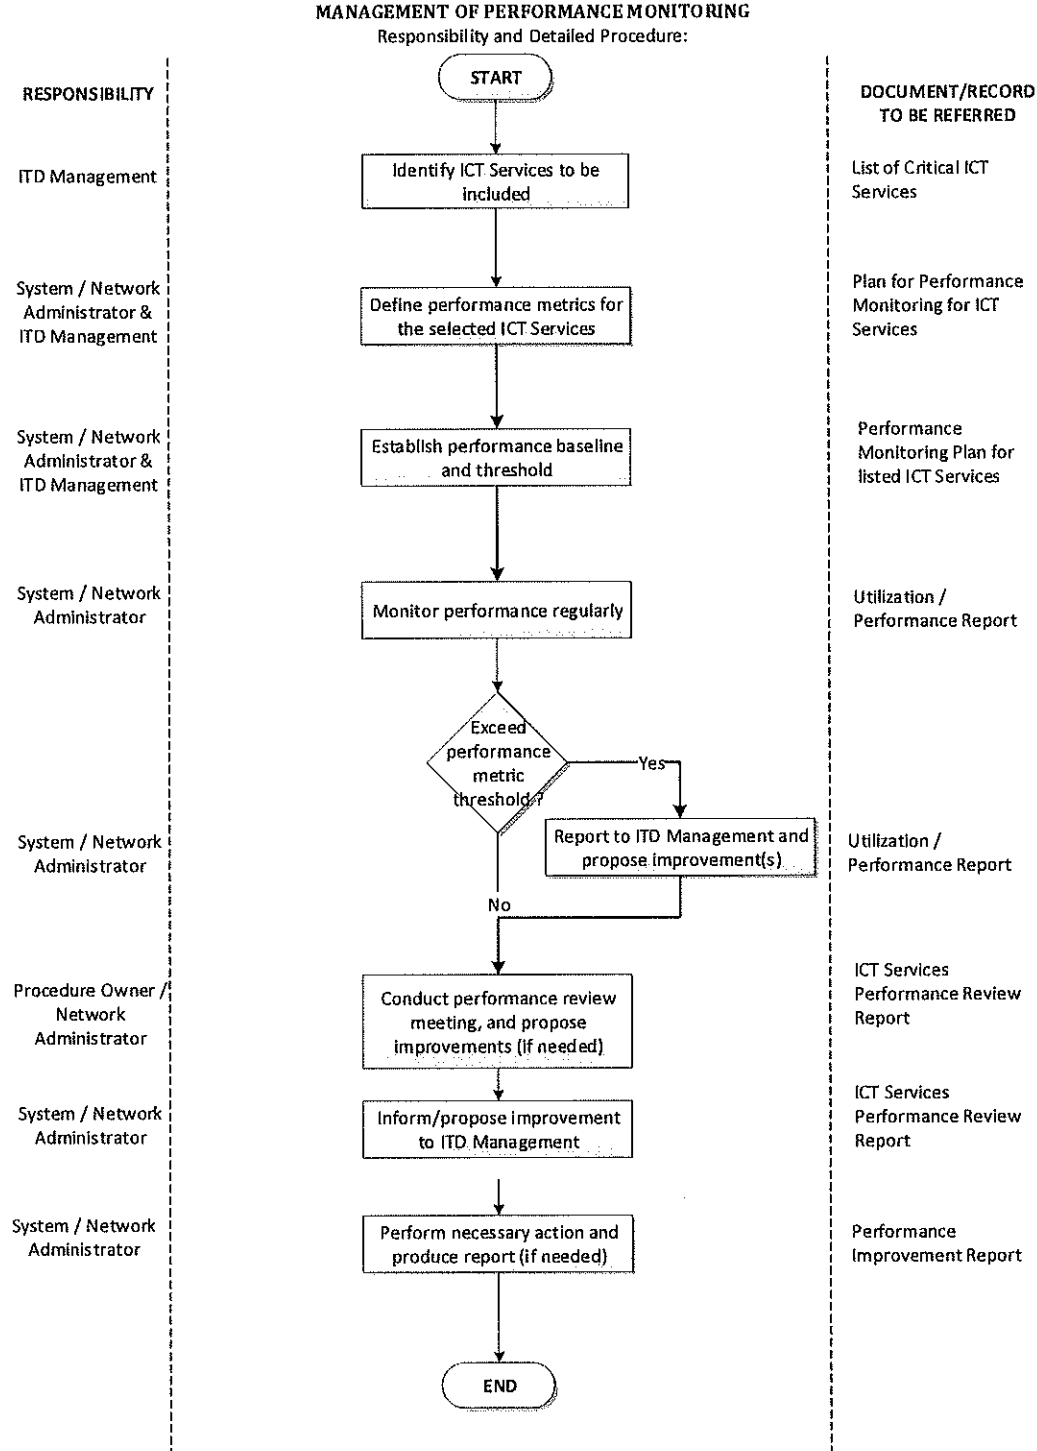 MANAGEMENT OF PERFORMANCE MONITORING
Responsibility and Detailed Procedure:
START
RESPONSIBILITY
DOCUMENT/RECORD
TO BE REFERRED
ITD Management
Identify ICT Services to be
included
List of Critical ICT
Services
System / Network
Administrator &
ITD Management
Define performance metrics for
the selected ICT Services
Plan for Performance
Monitoring for ICT
Services
System / Network
Administrator &
ITD Management
Establish performance baseline
and threshold
Performance
Monitoring Plan for
listed ICT Services
System / Network
Administrator
Monitor performance regularly
Utilization /
Performance Report
Exceed
performance
metric
threshold ?
Yes
System / Network
Administrator
Report to ITD Management and
propose improvement(s)
Utilization /
Performance Report
No
Procedure Owner /
Network
Administrator
Conduct performance review
meeting, and propose
improvements (if needed)
ICT Services
Performance Review
Report
System / Network
Administrator
Inform/propose improvement
to ITD Management
ICT Services
Performance Review
Report
System / Network
Administrator
Perform necessary action and
produce report (if needed)
Performance
Improvement Report
END